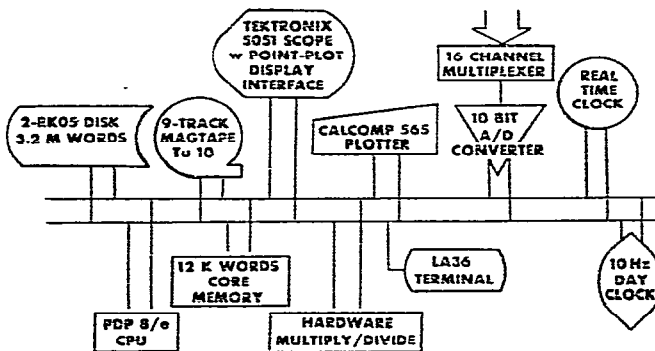 TEKTRONIX
5051 SCOPE
w POINT-PLOT
DISPLAY
INTERFACE
16 CHANNEL
MULTIPLEXER
REAL
TIME
CLOCK
2-EK05 DISK
3.2 M WORDS
9-TRACK
MAGTAPE
Tu 10
CALCOMP 565
PLOTTER
10 BIT
A/D
CONVERTER
12 K WORDS
CORE
MEMORY
LA36
TERMINAL
10 Hz
DAY
CLOCK
PDP 8/e
CPU
HARDWARE
MULTIPLY/DIVIDE